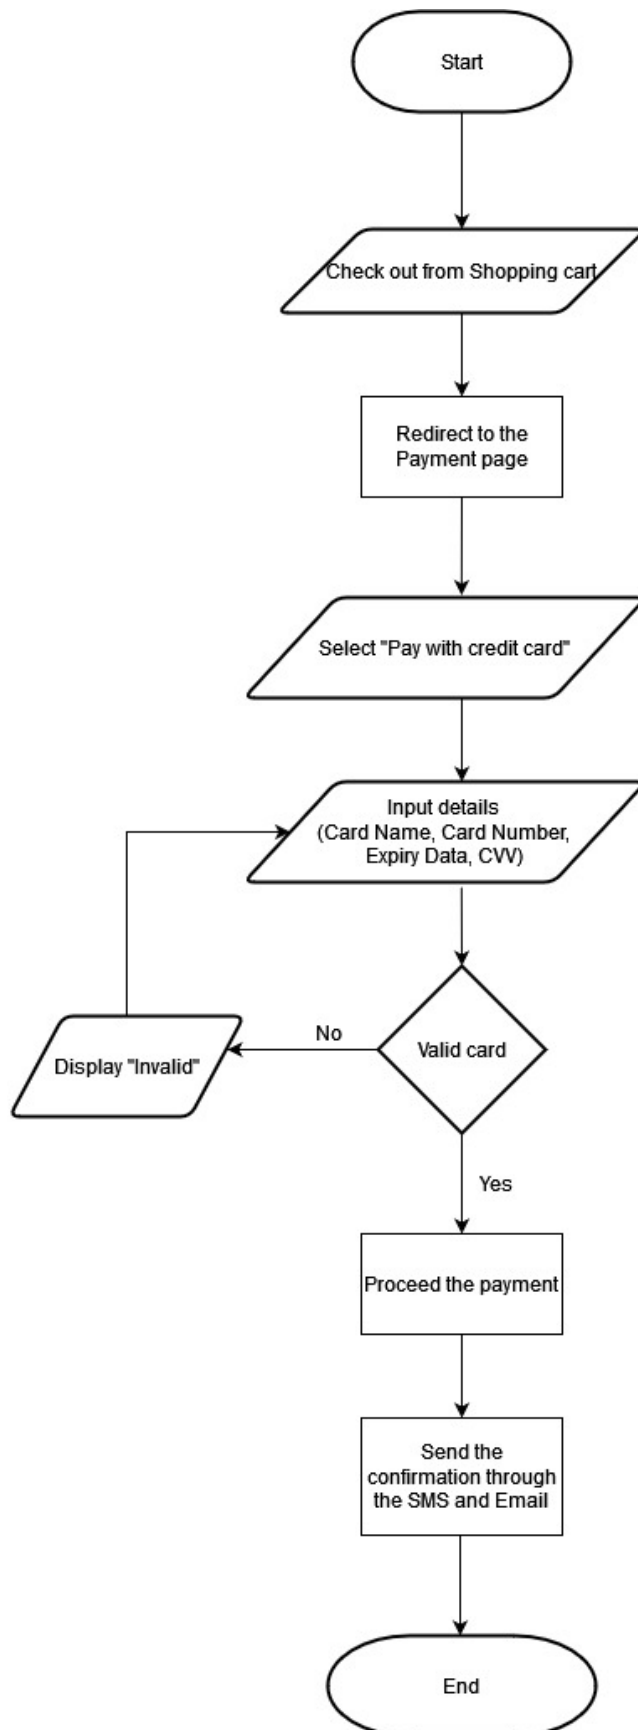 Start
Check out from Shopping cart
Redirect to the
Payment page
Select "Pay with credit card"
Input details
(Card Name, Card Number,
Expiry Data, CVV)
No
Valid card
Display "Invalid"
Yes
Proceed the payment
Send the
confirmation through
the SMS and Email
End